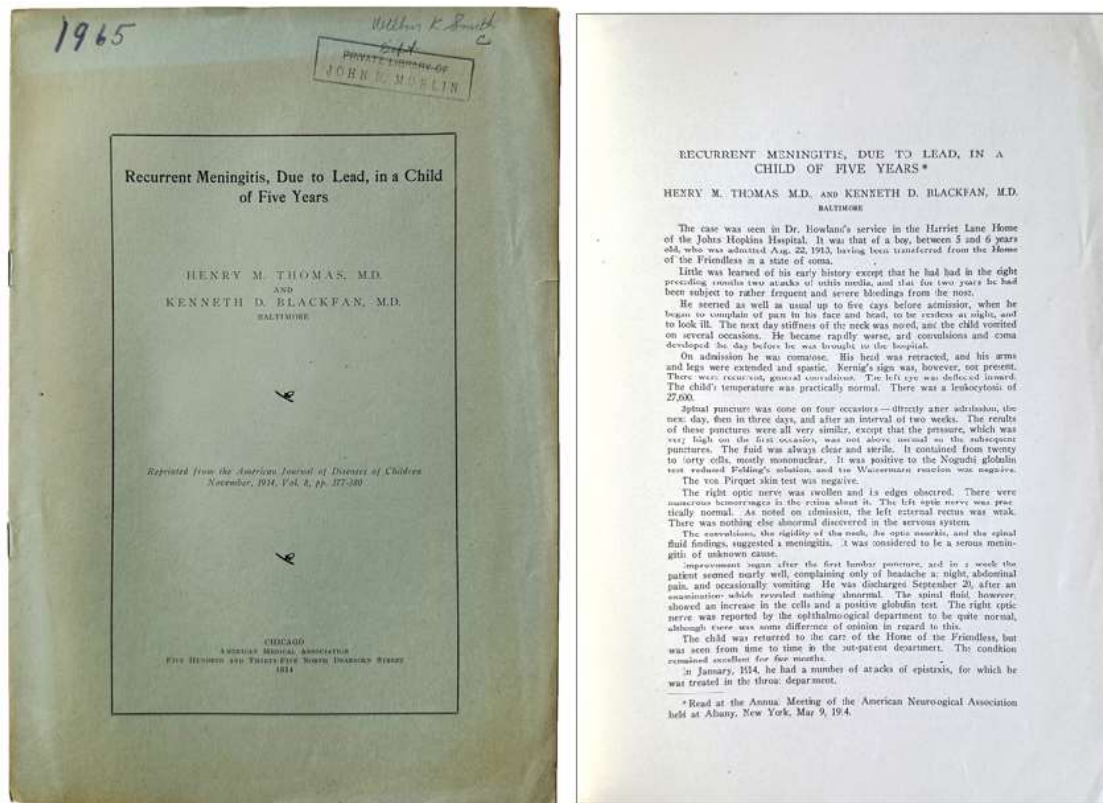 1965
Wilbur K Smith
C
Gift
PRIVATE LIBRARY OF
JOHN R. MURLIN
Recurrent Meningitis, Due to Lead, in a Child
of Five Years
HENRY M. THOMAS, M.D.
AND
KENNETH D. BLACKFAN, M.D.
BALTIMORE
Reprinted from the American Journal of Diseases of Children
November, 1914, Vol. 8, pp. 377-380
CHICAGO
AMERICAN MEDICAL ASSOCIATION
FIVE HUNDRED AND THIRTY-FIVE NORTH DEARBORN STREET
1914
RECURRENT MENINGITIS, DUE TO LEAD, IN A
CHILD OF FIVE YEARS*
HENRY M. THOMAS M.D., AND KENNETH D. BLACKFAN, M.D.
BALTIMORE
The case was seen in Dr. Howland's service in the Harriet Lane Home
of the Johns Hopkins Hospital. It was that of a boy, between 5 and 6 years
old, who was admitted Aug. 22, 1913, having been transferred from the Home
of the Friendless in a state of coma.
Little was learned of his early history except that he had had in the eight
preceding months two attacks of otitis media, and that for two years he had
been subject to rather frequent and severe bleedings from the nose.
He seemed as well as usual up to five days before admission, when he
began to complain of pain in his face and head, to be restless at night, and
to look ill. The next day stiffness of the neck was noted, and the child vomited
on several occasions. He became rapidly worse, and convulsions and coma
developed the day before he was brought to the hospital.
On admission he was comatose. His head was retracted, and his arms
and legs were extended and spastic. Kernig's sign was, however, not present.
There were recurrent, general convulsions. The left eye was deflected inward.
The child's temperature was practically normal. There was a leukocytosis of
27,600.
Spinal puncture was done on four occasions — directly after admission, the
next day, then in three days, and after an interval of two weeks. The results
of these punctures were all very similar, except that the pressure, which was
very high on the first occasion, was not above normal on the subsequent
punctures. The fluid was always clear and sterile. It contained from twenty
to forty cells, mostly mononuclear. It was positive to the Noguchi globulin
test reduced Fehling's solution, and the Wassermann reaction was negative.
The von Pirquet skin test was negative.
The right optic nerve was swollen and its edges obscured. There were
numerous hemorrhages in the retina about it. The left optic nerve was prac-
tically normal. As noted on admission, the left external rectus was weak.
There was nothing else abnormal discovered in the nervous system.
The convulsions, the rigidity of the neck, the optic neuritis, and the spinal
fluid findings, suggested a meningitis. It was considered to be a serous menin-
gitis of unknown cause.
Improvement began after the first lumbar puncture, and in a week the
patient seemed nearly well, complaining only of headache at night, abdominal
pain, and occasionally vomiting. He was discharged September 20, after an
examination which revealed nothing abnormal. The spinal fluid, however,
showed an increase in the cells and a positive globulin test. The right optic
nerve was reported by the ophthalmological department to be quite normal,
although there was some difference of opinion in regard to this.
The child was returned to the care of the Home of the Friendless, but
was seen from time to time in the out-patient department. The condition
remained excellent for four months.
In January, 1914, he had a number of attacks of epistaxis, for which he
was treated in the throat department.
*Read at the Annual Meeting of the American Neurological Association
held at Albany, New York, May 9, 1914.